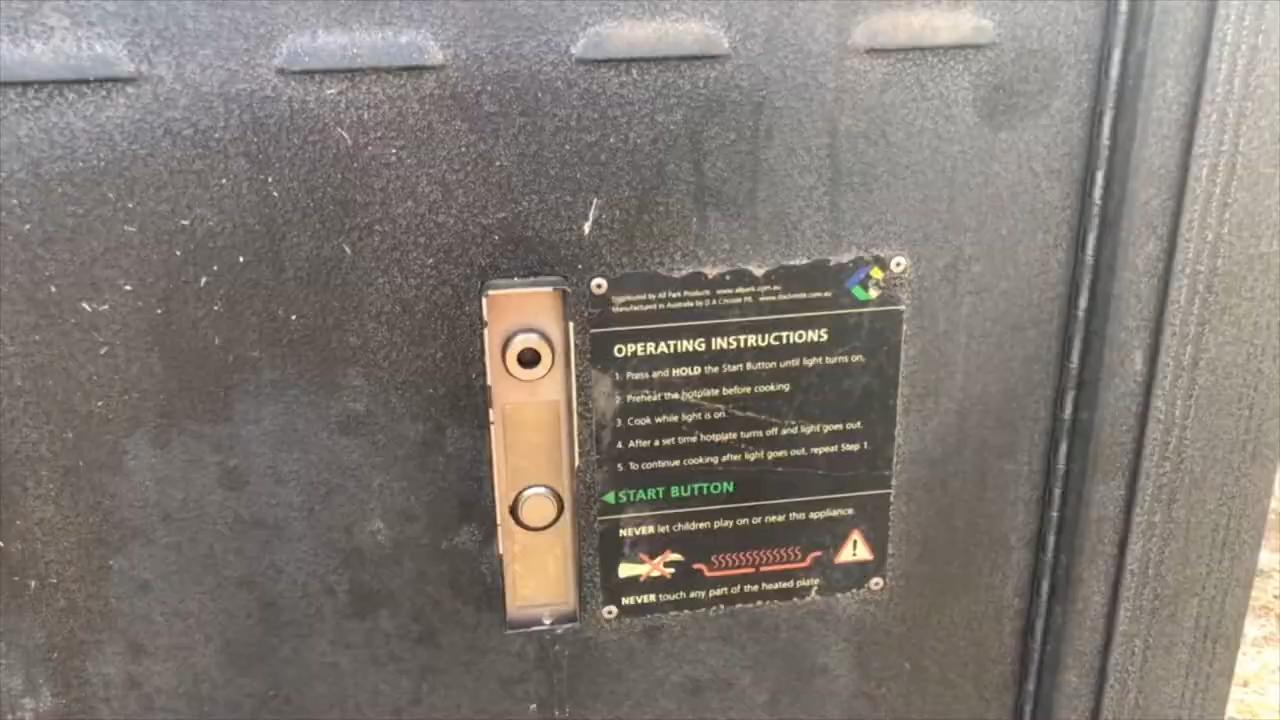 Distributed by All Park Products www.allpark.com.au
Manufactured in Australia by D A Christie P/L www.dachristie.com.au
OPERATING INSTRUCTIONS
1. Press and HOLD the Start Button until light turns on.
2. Preheat the hotplate before cooking.
3. Cook while light is on.
4. After a set time hotplate turns off and light goes out.
5. To continue cooking after light goes out, repeat Step 1.
START BUTTON
NEVER let children play on or near this appliance.
!
NEVER touch any part of the heated plate.